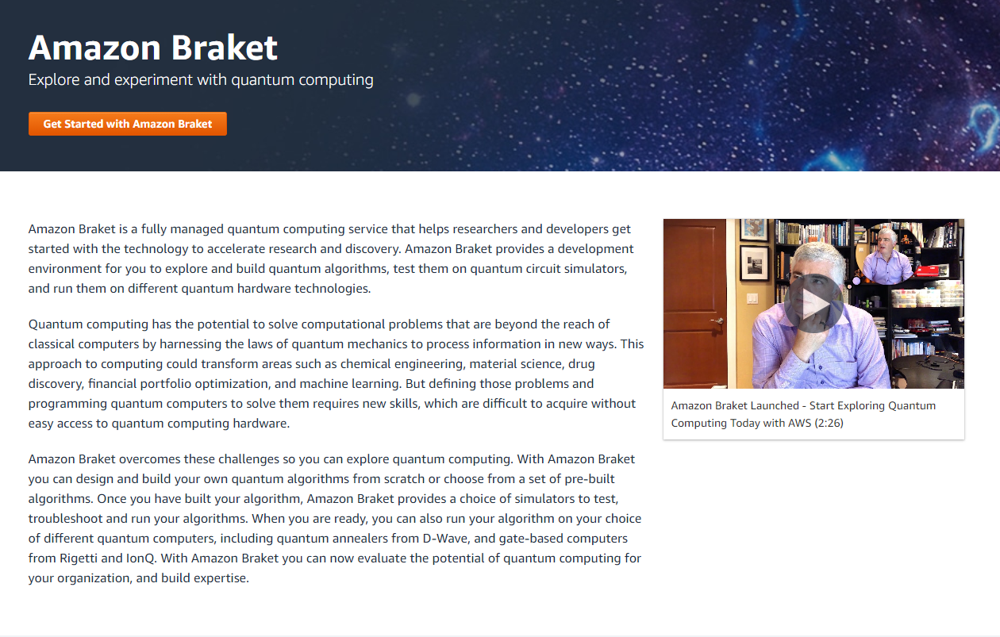 Amazon Braket
Explore and experiment with quantum computing
Get Started with Amazon Braket
Amazon Braket is a fully managed quantum computing service that helps researchers and developers get
started with the technology to accelerate research and discovery. Amazon Braket provides a development
environment for you to explore and build quantum algorithms, test them on quantum circuit simulators,
and run them on different quantum hardware technologies.
Quantum computing has the potential to solve computational problems that are beyond the reach of
classical computers by harnessing the laws of quantum mechanics to process information in new ways. This
approach to computing could transform areas such as chemical engineering, material science, drug
discovery, financial portfolio optimization, and machine learning. But defining those problems and
programming quantum computers to solve them requires new skills, which are difficult to acquire without
easy access to quantum computing hardware.
Amazon Braket overcomes these challenges so you can explore quantum computing. With Amazon Braket
you can design and build your own quantum algorithms from scratch or choose from a set of pre-built
algorithms. Once you have built your algorithm, Amazon Braket provides a choice of simulators to test,
troubleshoot and run your algorithms. When you are ready, you can also run your algorithm on your choice
of different quantum computers, including quantum annealers from D-Wave, and gate-based computers
from Rigetti and IonQ. With Amazon Braket you can now evaluate the potential of quantum computing for
your organization, and build expertise.
Amazon Braket Launched - Start Exploring Quantum
Computing Today with AWS (2:26)